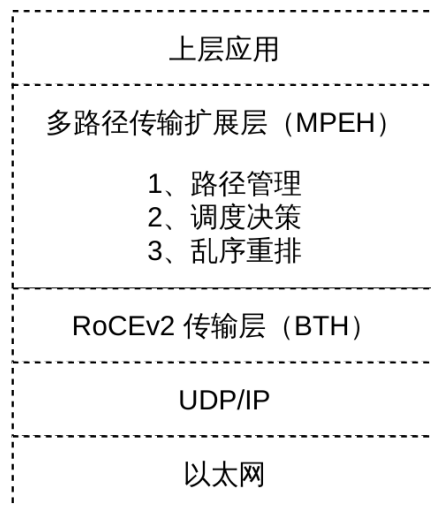 上层应用
多路径传输扩展层（MPEH）
1、路径管理
2、调度决策
3、乱序重排
RoCEv2 传输层（BTH）
UDP/IP
以太网